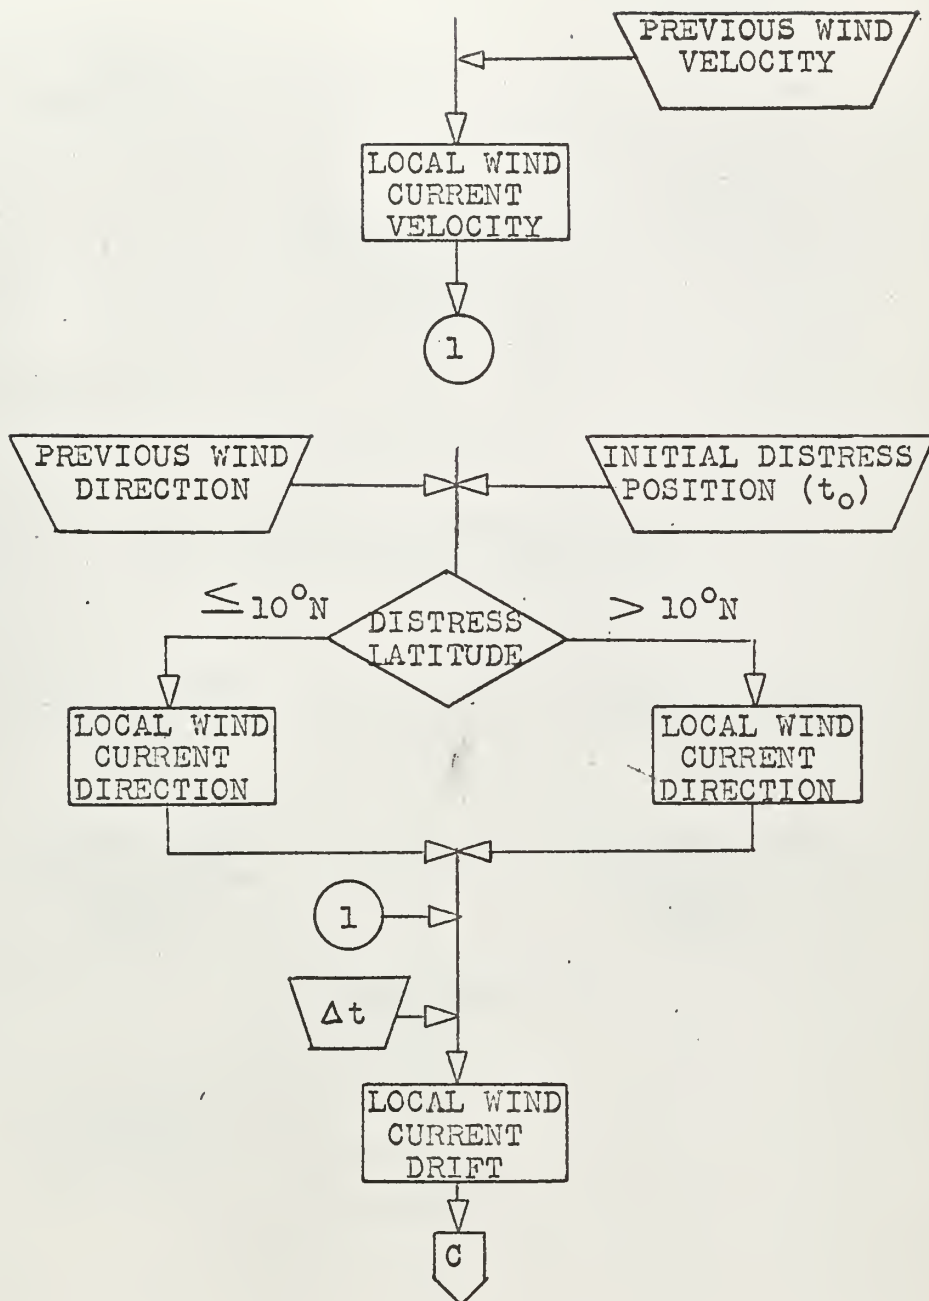 PREVIOUS WIND
VELOCITY
LOCAL WIND
CURRENT
VELOCITY
1
PREVIOUS WIND
DIRECTION
INITIAL DISTRESS
POSITION (t₀)
≤ 10°N
DISTRESS
LATITUDE
> 10°N
LOCAL WIND
CURRENT
DIRECTION
LOCAL WIND
CURRENT
DIRECTION
1
Δt
LOCAL WIND
CURRENT
DRIFT
C